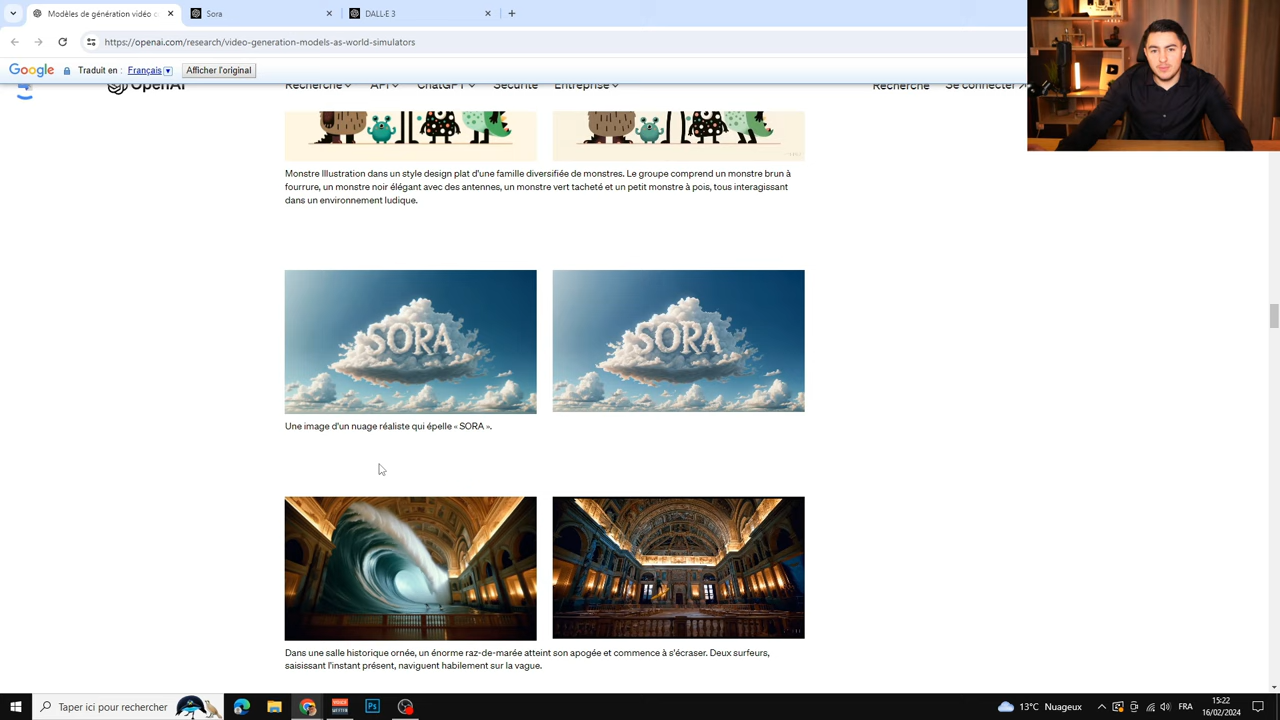 Modèles de génération vidéo c
Sora
DALL·E 3
https://openai.com/research/video-generation-models-as-world-simulators
Google Traduit en : Français Afficher l'original
OpenAI Recherche API ChatGPT Sécurité Entreprise Recherche Se connecter
Monstre Illustration dans un style design plat d'une famille diversifiée de monstres. Le groupe comprend un monstre brun à
fourrure, un monstre noir élégant avec des antennes, un monstre vert tacheté et un petit monstre à pois, tous interagissant
dans un environnement ludique.
SORA SORA
Une image d'un nuage réaliste qui épelle « SORA ».
Dans une salle historique ornée, un énorme raz-de-marée atteint son apogée et commence à s'écraser. Deux surfeurs,
saisissant l'instant présent, naviguent habilement sur la vague.
Taper ici pour rechercher
Ps
13°C Nuageux
FRA
15:22
16/02/2024